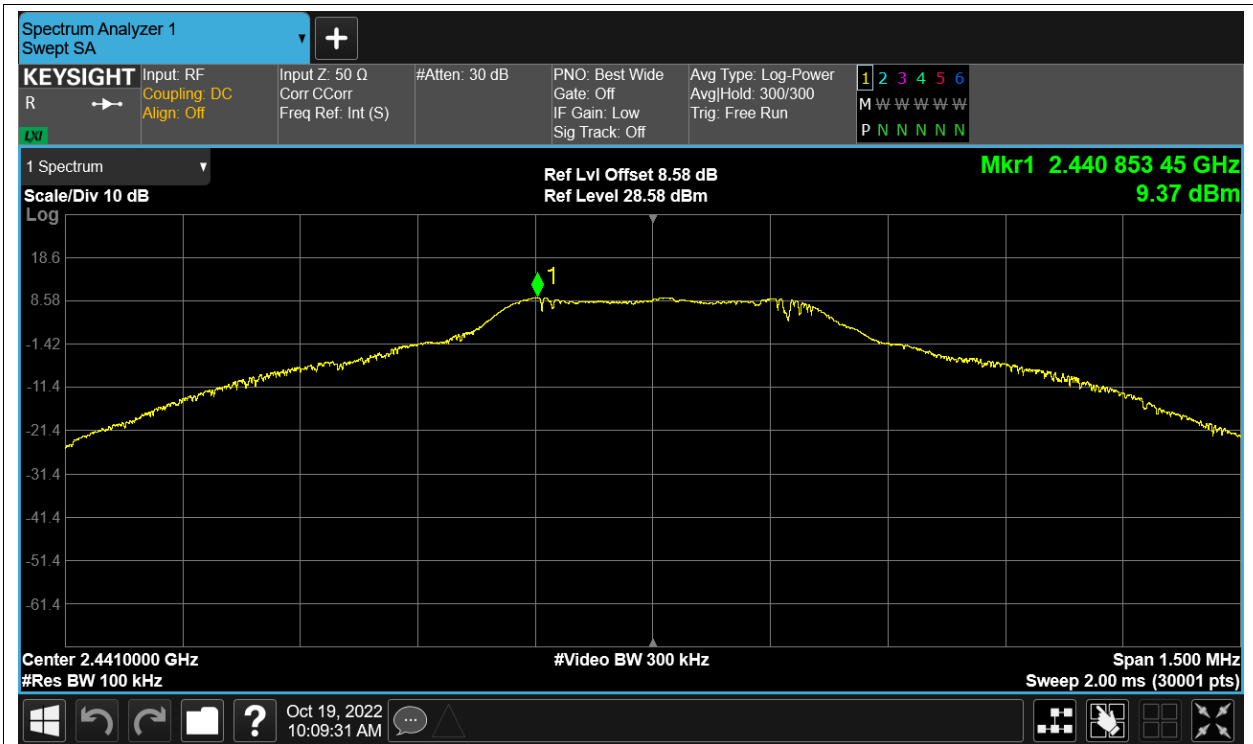 Spectrum Analyzer 1
Swept SA
KEYSIGHT
R
LXI
Input: RF
Coupling: DC
Align: Off
Input Z: 50 Ω
Corr CCorr
Freq Ref: Int (S)
#Atten: 30 dB
PNO: Best Wide
Gate: Off
IF Gain: Low
Sig Track: Off
Avg Type: Log-Power
Avg|Hold: 300/300
Trig: Free Run
1 2 3 4 5 6
M W W W W W
P N N N N N
1 Spectrum
Scale/Div 10 dB
Ref Lvl Offset 8.58 dB
Ref Level 28.58 dBm
Mkr1 2.440 853 45 GHz
9.37 dBm
Log
18.6
1
8.58
-1.42
-11.4
-21.4
-31.4
-41.4
-51.4
-61.4
Center 2.4410000 GHz
#Video BW 300 kHz
Span 1.500 MHz
#Res BW 100 kHz
Sweep 2.00 ms (30001 pts)
?
Oct 19, 2022
10:09:31 AM